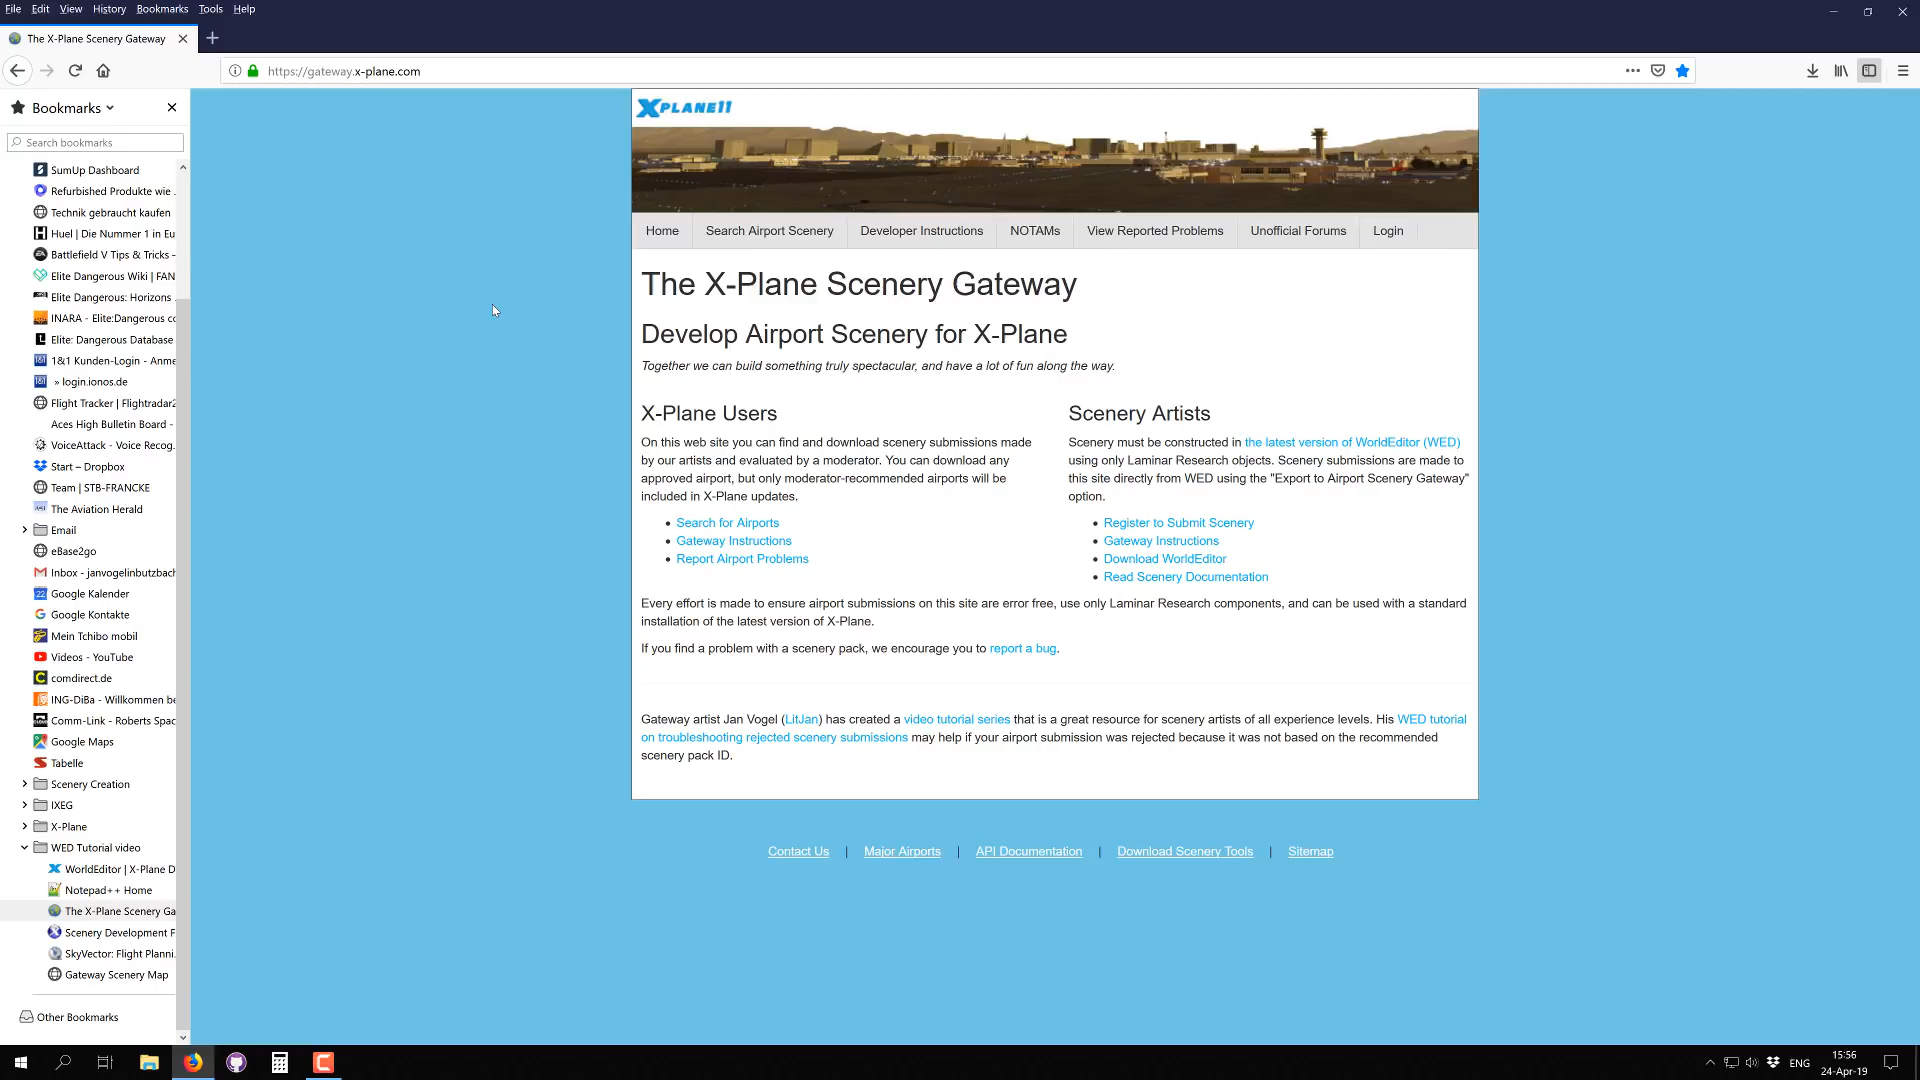 File Edit View History Bookmarks Tools Help
The X-Plane Scenery Gateway
https://gateway.x-plane.com
Bookmarks
Search bookmarks
SumUp Dashboard
Refurbished Produkte wie
Technik gebraucht kaufen
Huel | Die Nummer 1 in Eu
Battlefield V Tips & Tricks –
Elite Dangerous Wiki | FAN
Elite Dangerous: Horizons
INARA - Elite:Dangerous co
Elite: Dangerous Database
1&1 Kunden-Login - Anme
» login.ionos.de
Flight Tracker | Flightradar2
Aces High Bulletin Board -
VoiceAttack - Voice Recog
Start – Dropbox
Team | STB-FRANCKE
The Aviation Herald
Email
eBase2go
Inbox - janvogelinbutzbach
Google Kalender
Google Kontakte
Mein Tchibo mobil
Videos - YouTube
comdirect.de
ING-DiBa - Willkommen be
Comm-Link - Roberts Spac
Google Maps
Tabelle
Scenery Creation
IXEG
X-Plane
WED Tutorial video
WorldEditor | X-Plane D
Notepad++ Home
The X-Plane Scenery Ga
Scenery Development F
SkyVector: Flight Planni
Gateway Scenery Map
Other Bookmarks
XPLANE11
Home Search Airport Scenery Developer Instructions NOTAMs View Reported Problems Unofficial Forums Login
The X-Plane Scenery Gateway
Develop Airport Scenery for X-Plane
Together we can build something truly spectacular, and have a lot of fun along the way.
X-Plane Users
On this web site you can find and download scenery submissions made
by our artists and evaluated by a moderator. You can download any
approved airport, but only moderator-recommended airports will be
included in X-Plane updates.
Search for Airports
Gateway Instructions
Report Airport Problems
Scenery Artists
Scenery must be constructed in the latest version of WorldEditor (WED)
using only Laminar Research objects. Scenery submissions are made to
this site directly from WED using the "Export to Airport Scenery Gateway"
option.
Register to Submit Scenery
Gateway Instructions
Download WorldEditor
Read Scenery Documentation
Every effort is made to ensure airport submissions on this site are error free, use only Laminar Research components, and can be used with a standard
installation of the latest version of X-Plane.
If you find a problem with a scenery pack, we encourage you to report a bug.
Gateway artist Jan Vogel (LitJan) has created a video tutorial series that is a great resource for scenery artists of all experience levels. His WED tutorial
on troubleshooting rejected scenery submissions may help if your airport submission was rejected because it was not based on the recommended
scenery pack ID.
Contact Us | Major Airports | API Documentation | Download Scenery Tools | Sitemap
ENG
15:56
24-Apr-19